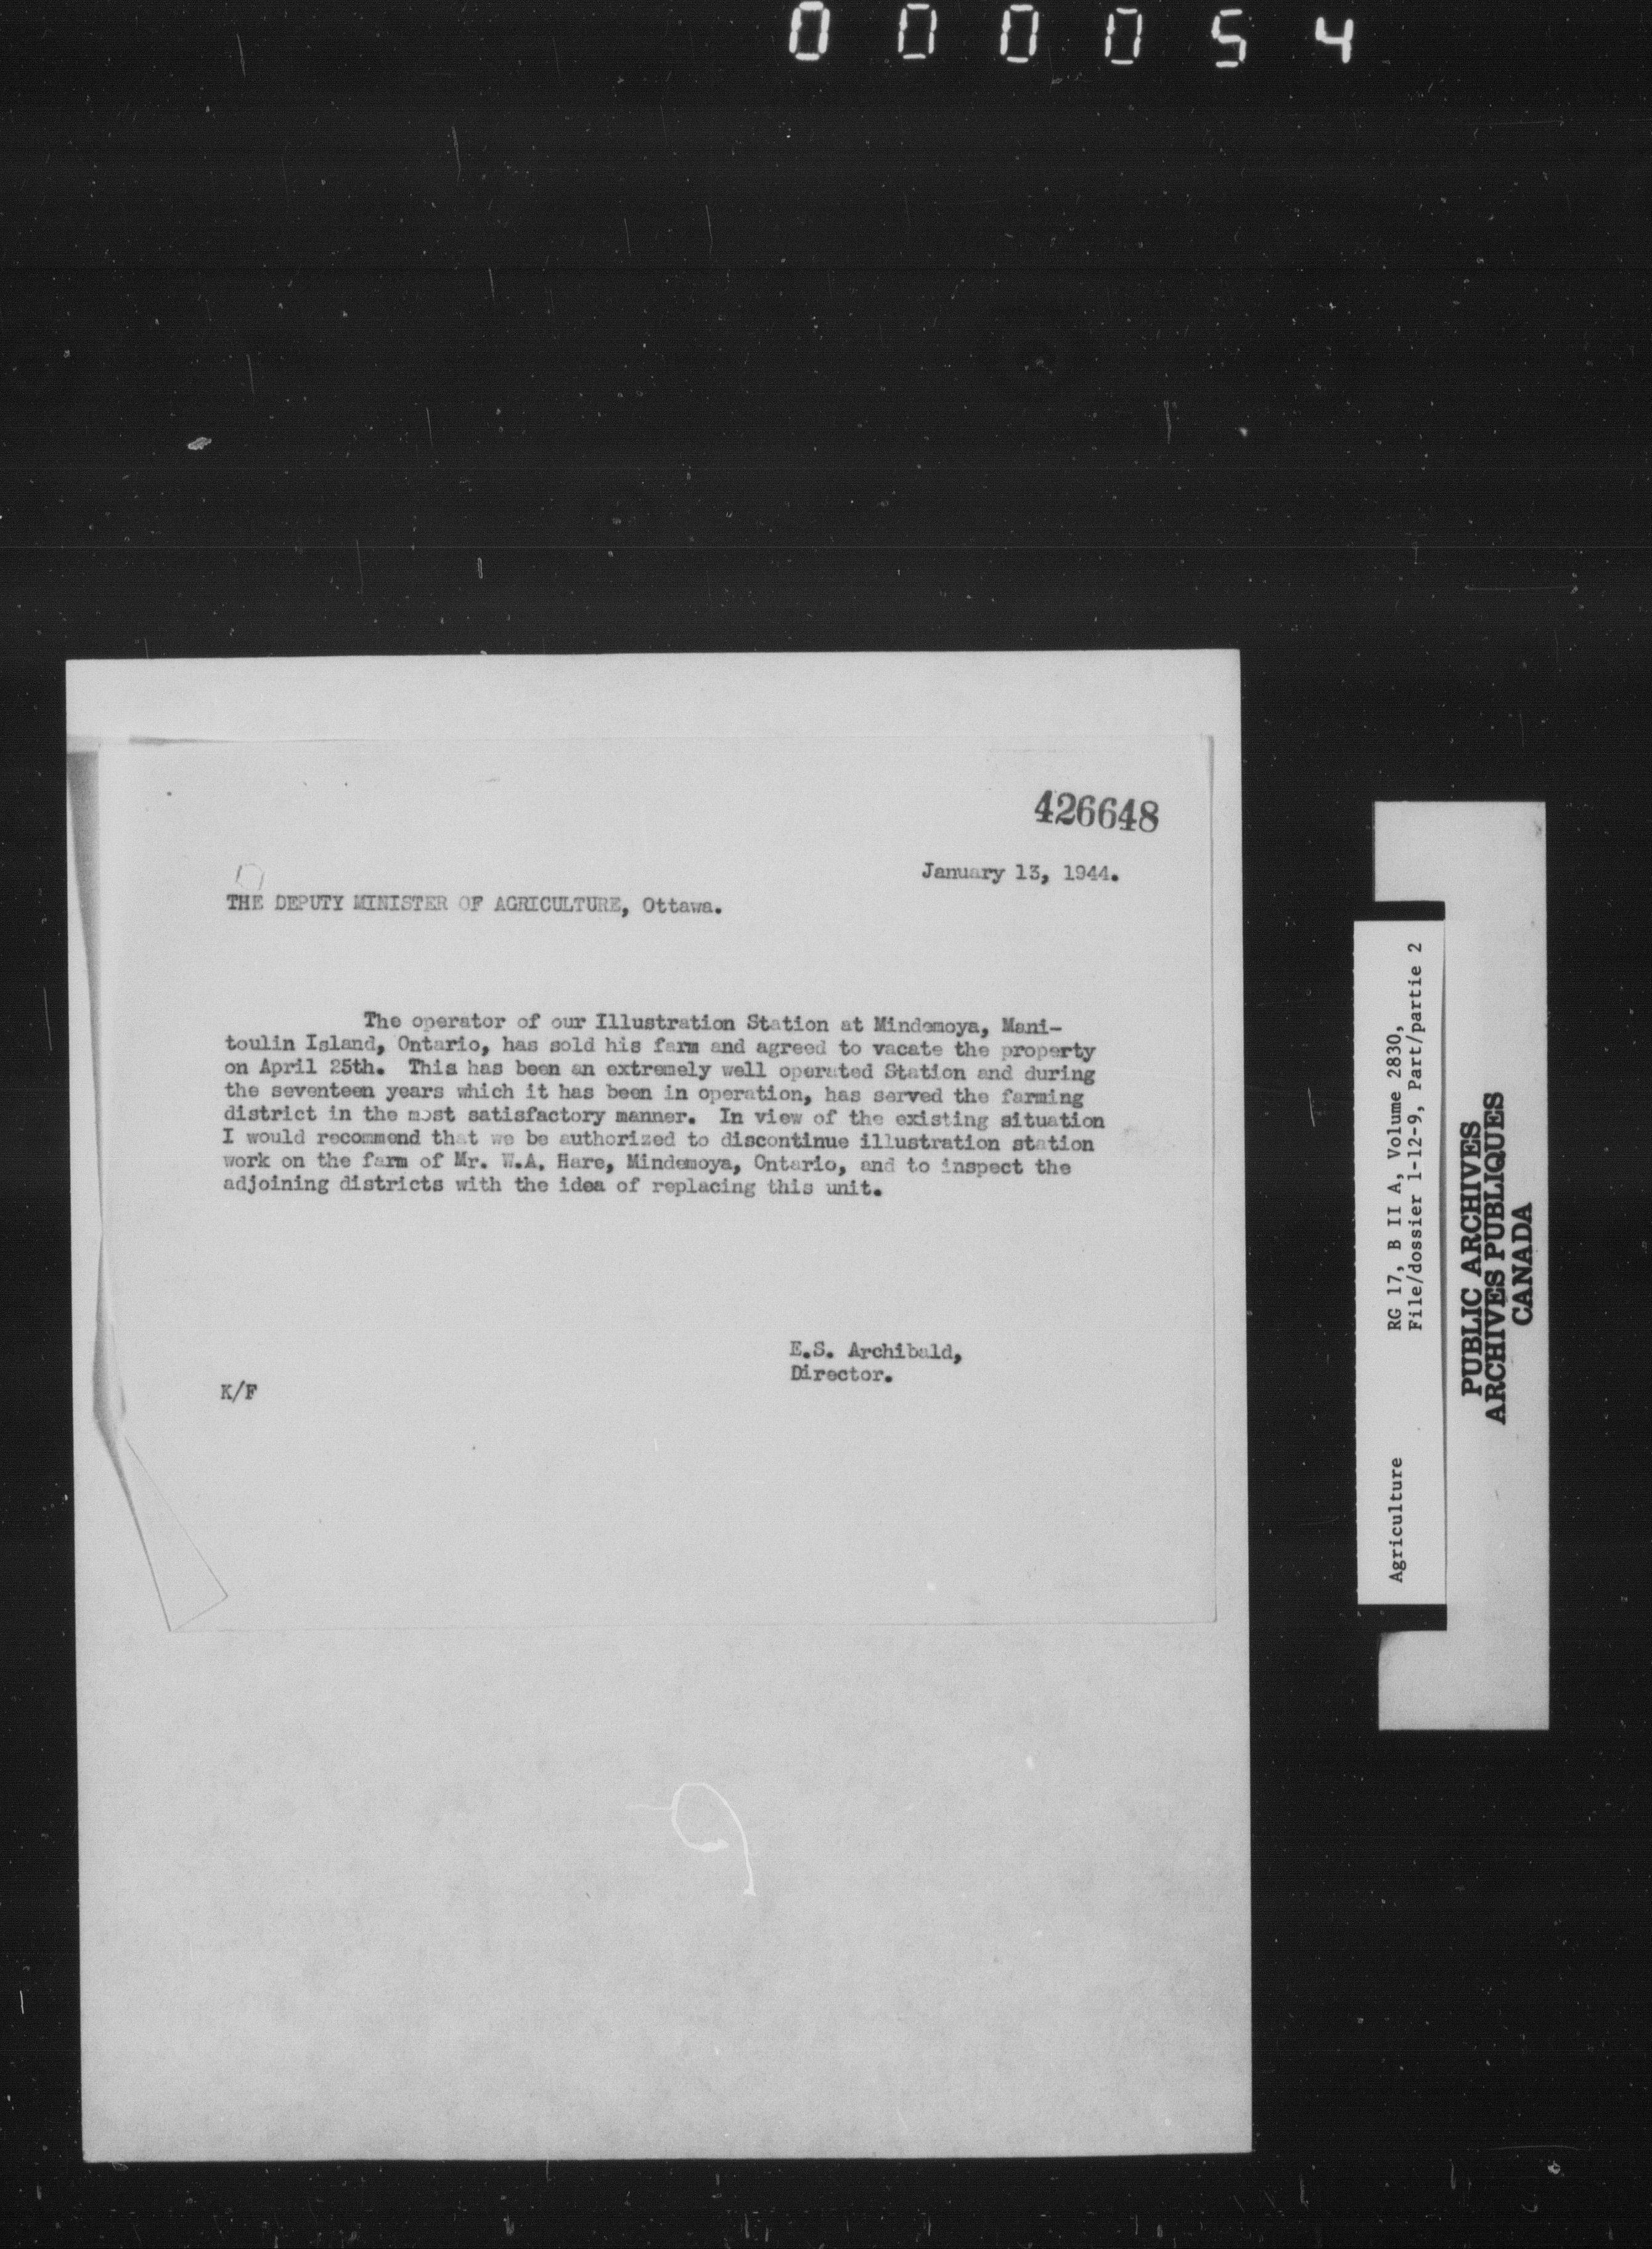 000054
426648
January 13, 1944.
THE DEPUTY MINISTER OF AGRICULTURE, Ottawa.
The operator of our Illustration Station at Mindemoya, Mani-
toulin Island, Ontario, has sold his farm and agreed to vacate the property
on April 25th. This has been an extremely well operated Station and during
the seventeen years which it has been in operation, has served the farming
district in the most satisfactory manner. In view of the existing situation
I would recommend that we be authorized to discontinue illustration station
work on the farm of Mr. W.A. Hare, Mindemoya, Ontario, and to inspect the
adjoining districts with the idea of replacing this unit.
E.S. Archibald,
Director.
K/F
Agriculture RG 17, B II A, Volume 2830,
File/dossier 1-12-9, Part/partie 2
PUBLIC ARCHIVES
ARCHIVES PUBLIQUES
CANADA